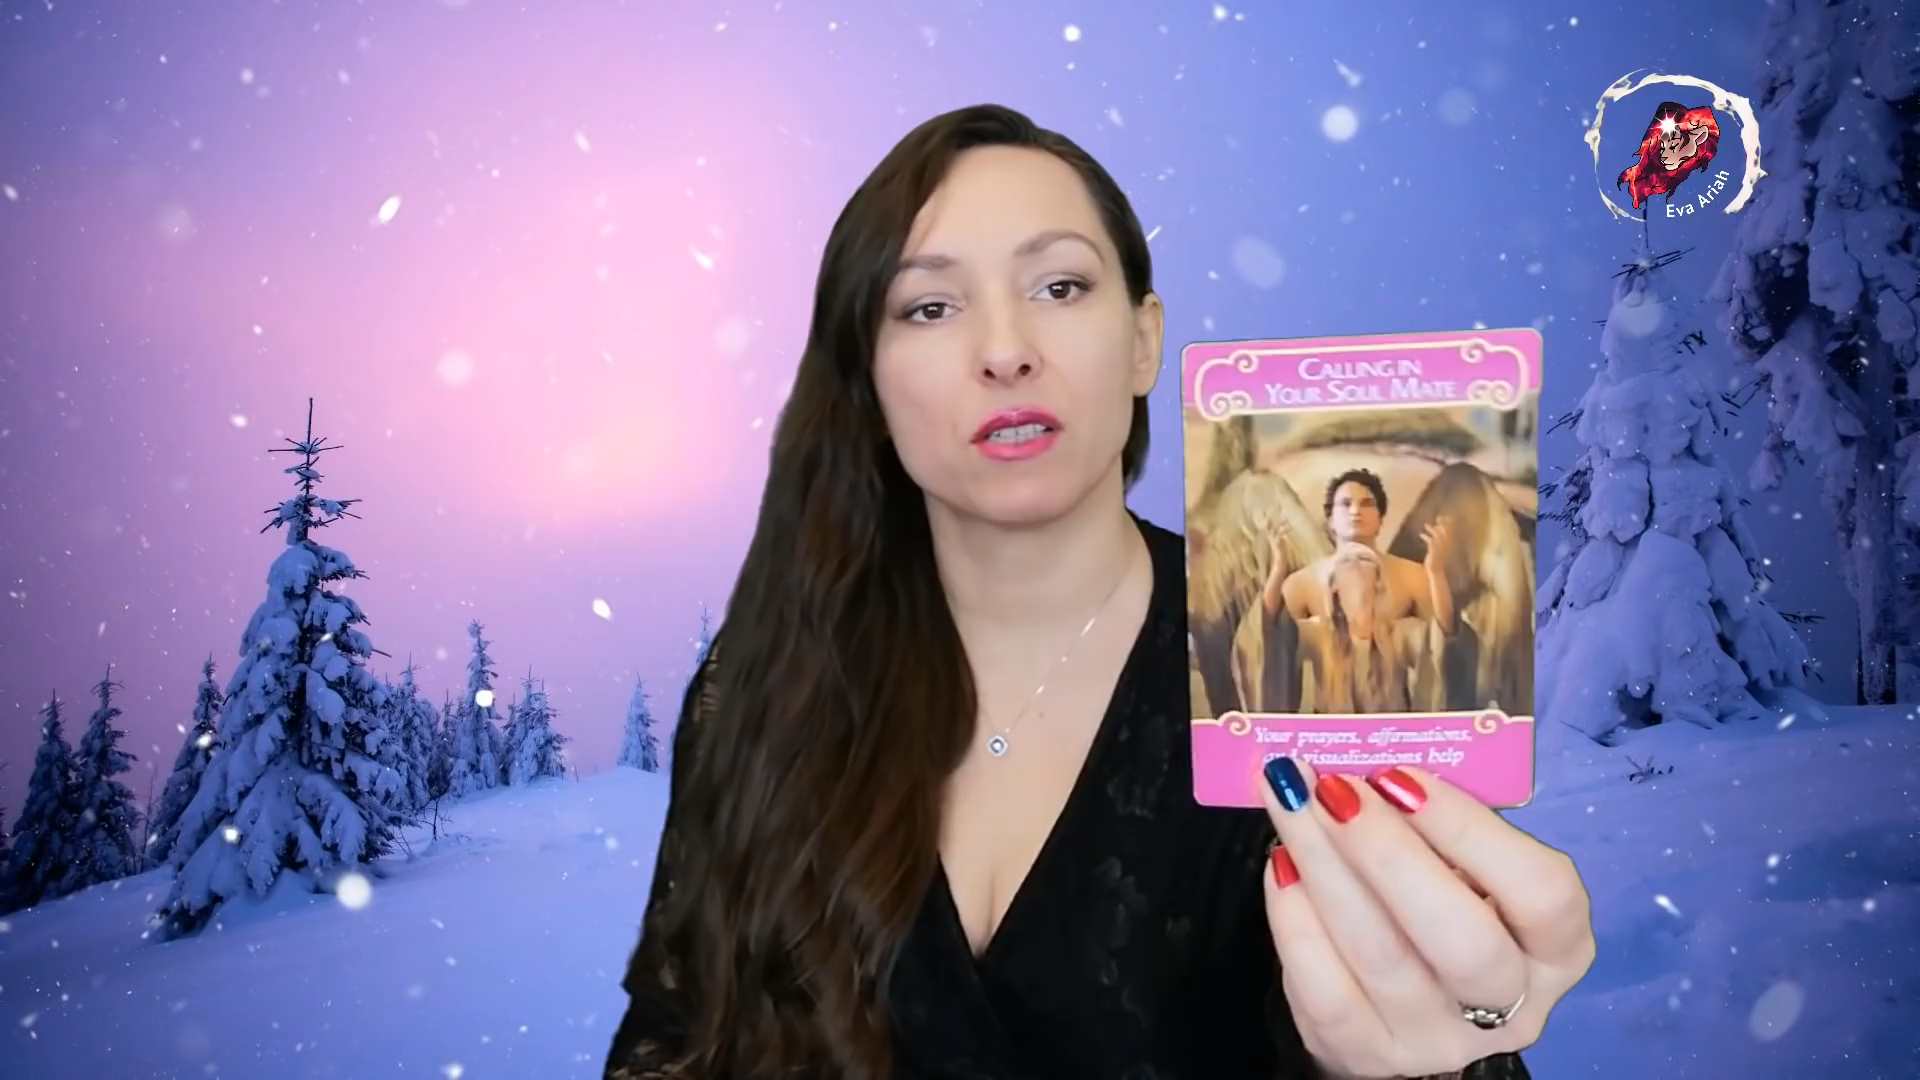 Eva Ariah
CALLING IN
YOUR SOUL MATE
Your prayers, affirmations,
and visualizations help